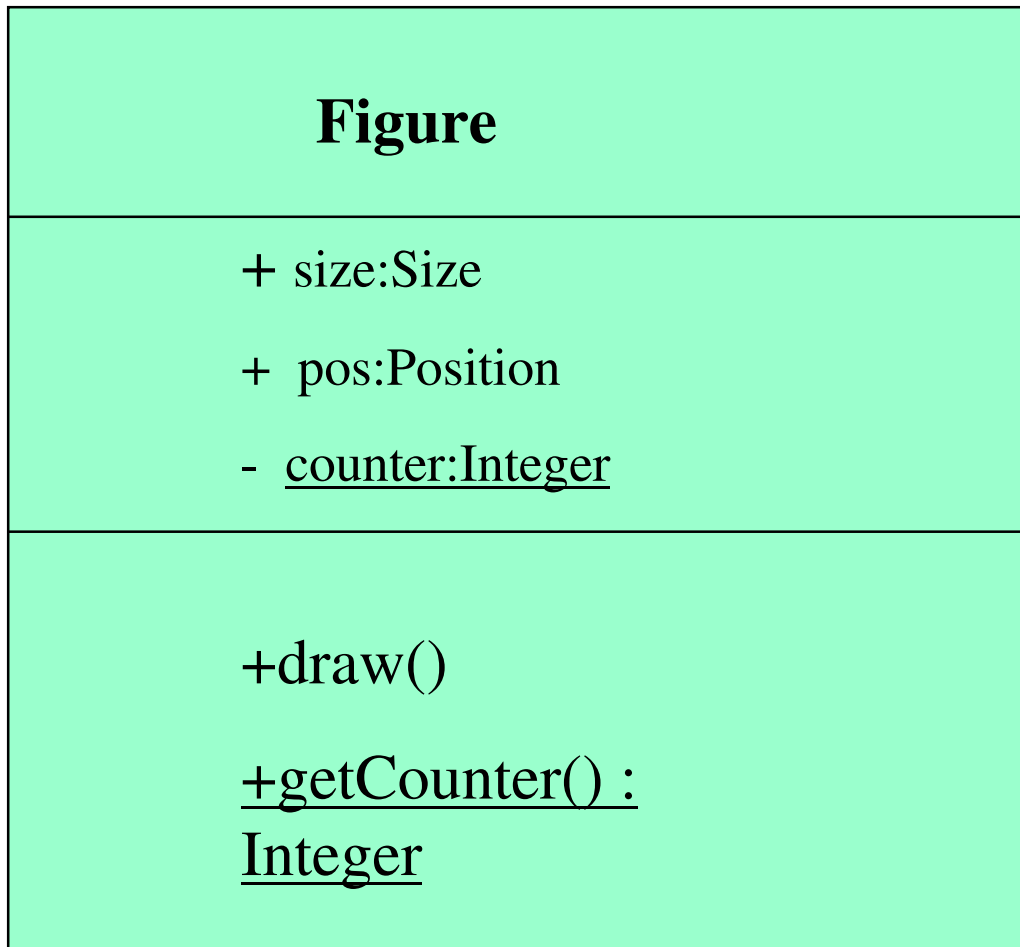 Figure
+ size:Size
+ pos:Position
- counter:Integer
+draw()
+getCounter() :
Integer